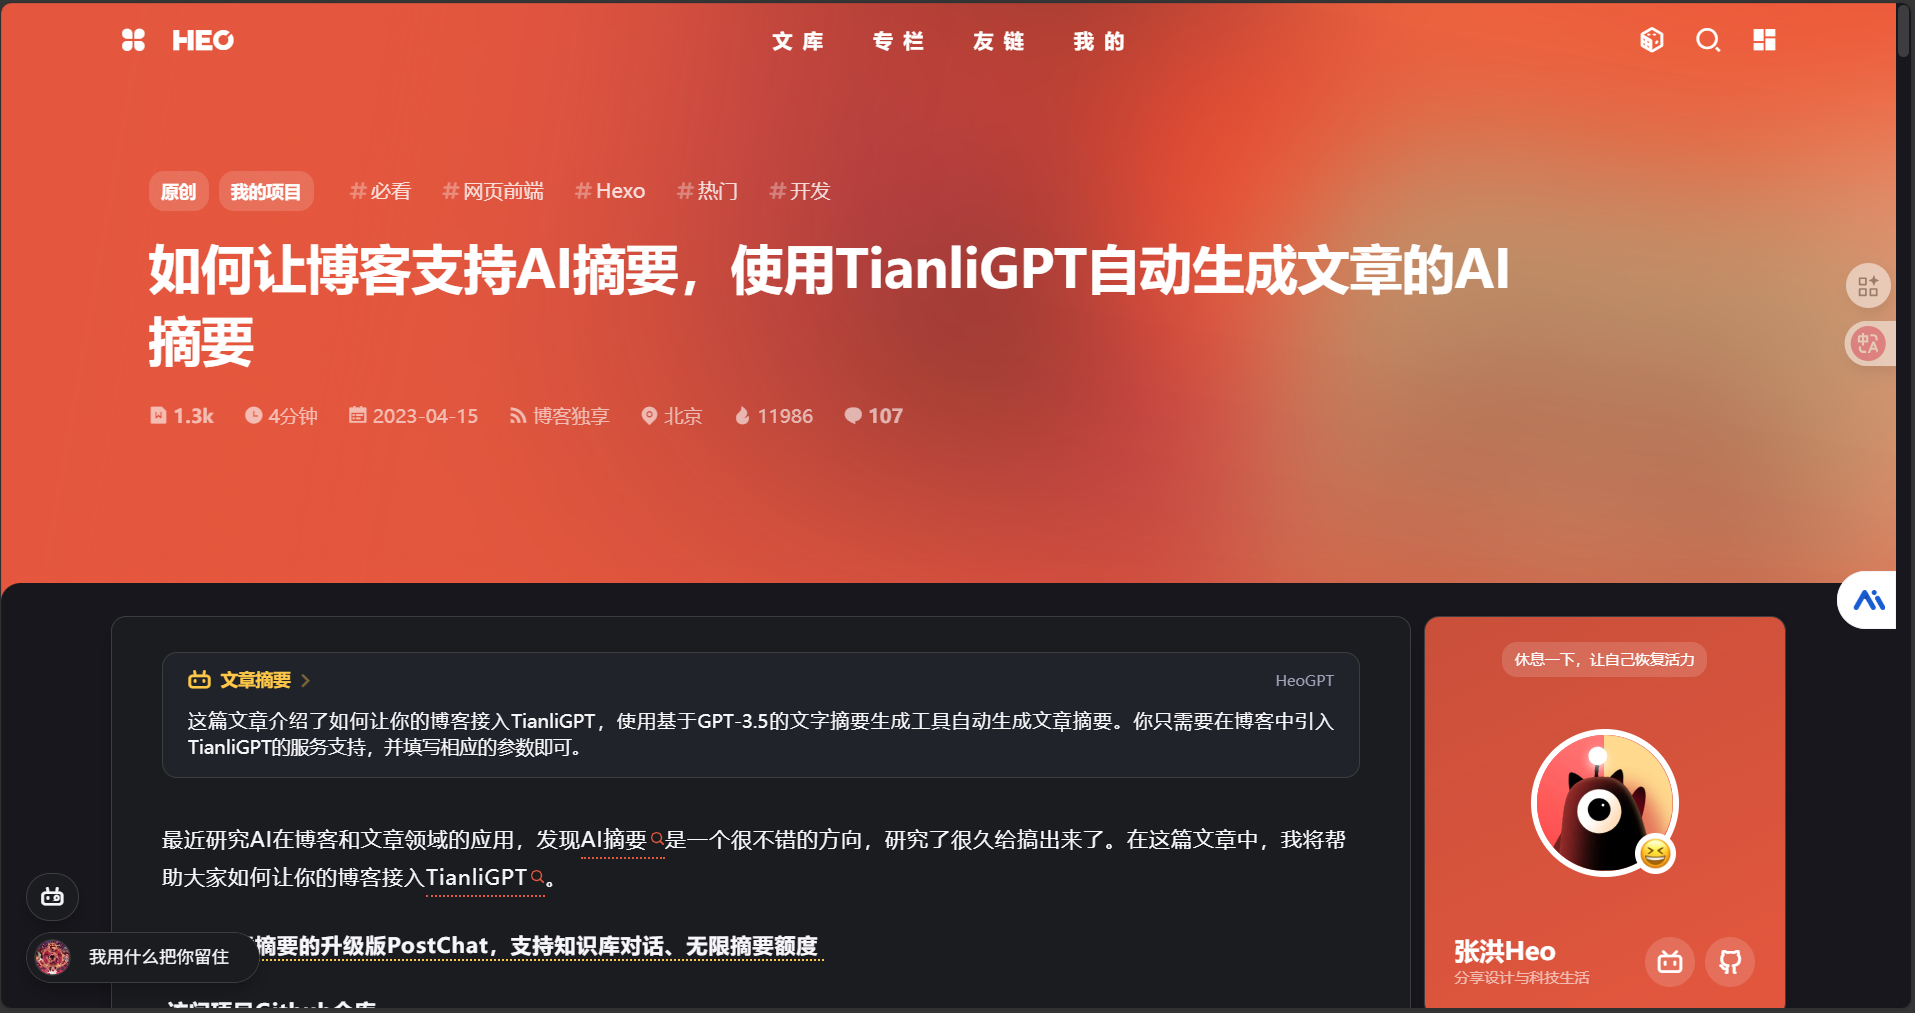 HEO
文库 专栏 友链 我的
原创 我的项目 #必看 #网页前端 #Hexo #热门 #开发
如何让博客支持AI摘要，使用TianliGPT自动生成文章的AI
摘要
1.3k 4分钟 2023-04-15 博客独享 北京 11986 107
文章摘要
HeoGPT
这篇文章介绍了如何让你的博客接入TianliGPT，使用基于GPT-3.5的文字摘要生成工具自动生成文章摘要。你只需要在博客中引入
TianliGPT的服务支持，并填写相应的参数即可。
最近研究AI在博客和文章领域的应用，发现AI摘要是一个很不错的方向，研究了很久给搞出来了。在这篇文章中，我将帮
助大家如何让你的博客接入TianliGPT。
摘要的升级版PostChat，支持知识库对话、无限摘要额度
访问项目Github仓库
我用什么把你留住
休息一下，让自己恢复活力
张洪Heo
分享设计与科技生活